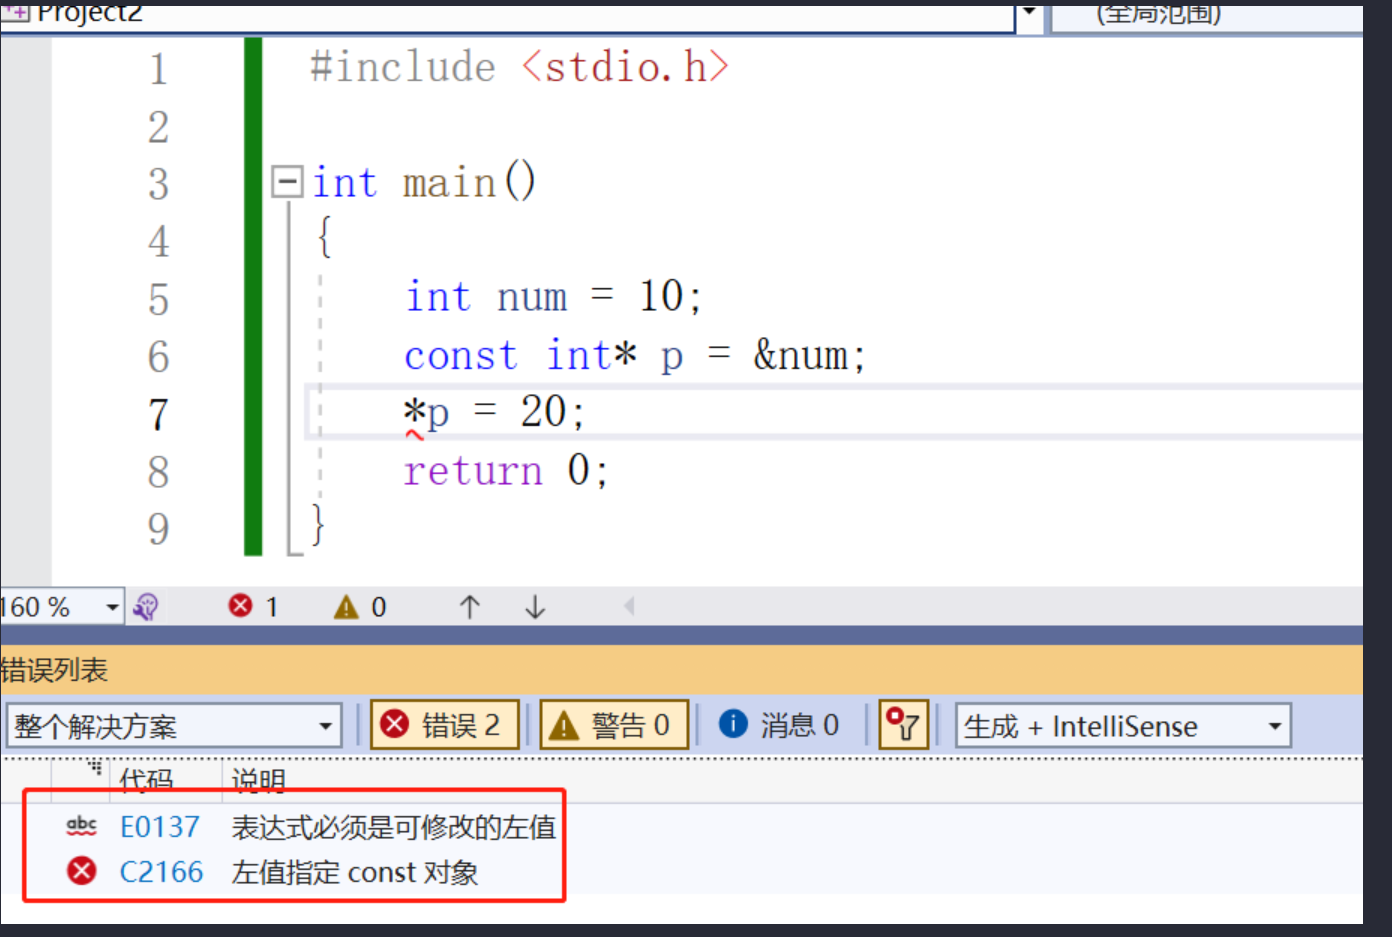 Project2
(全局范围)
1 #include <stdio.h>
2
3 int main()
4 {
5 int num = 10;
6 const int* p = &num;
7 *p = 20;
8 return 0;
9 }
160 % 1 0
错误列表
整个解决方案 错误 2 警告 0 消息 0 生成 + IntelliSense
代码 说明
abc E0137 表达式必须是可修改的左值
C2166 左值指定 const 对象